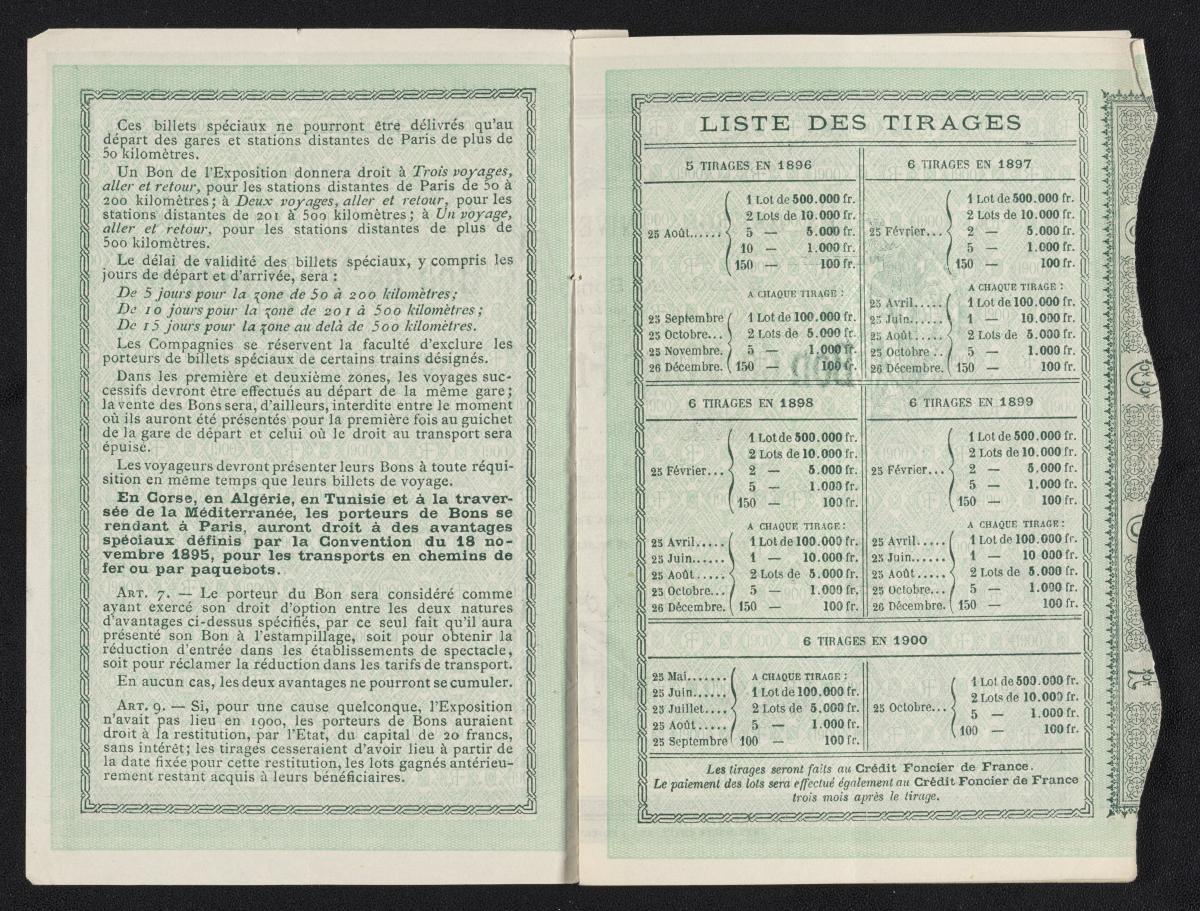 Ces billets spéciaux ne pourront être délivrés qu'au
départ des gares et stations distantes de Paris de plus de
50 kilomètres.
Un Bon de l'Exposition donnera droit à Trois voyages,
aller et retour, pour les stations distantes de Paris de 50 à
200 kilomètres; à Deux voyages, aller et retour, pour les
stations distantes de 201 à 500 kilomètres; à Un voyage,
aller et retour, pour les stations distantes de plus de
500 kilomètres.
Le délai de validité des billets spéciaux, y compris les
jours de départ et d'arrivée, sera :
De 5 jours pour la zone de 50 à 200 kilomètres;
De 10 jours pour la zone de 201 à 500 kilomètres;
De 15 jours pour la zone au delà de 500 kilomètres.
Les Compagnies se réservent la faculté d'exclure les
porteurs de billets spéciaux de certains trains désignés.
Dans les première et deuxième zones, les voyages suc-
cessifs devront être effectués au départ de la même gare;
la vente des Bons sera, d'ailleurs, interdite entre le moment
où ils auront été présentés pour la première fois au guichet
de la gare de départ et celui où le droit au transport sera
épuisé.
Les voyageurs devront présenter leurs Bons à toute réqui-
sition en même temps que leurs billets de voyage.
En Corse, en Algérie, en Tunisie et à la traver-
sée de la Méditerranée, les porteurs de Bons se
rendant à Paris, auront droit à des avantages
spéciaux définis par la Convention du 18 no-
vembre 1895, pour les transports en chemins de
fer ou par paquebots.
ART. 7. — Le porteur du Bon sera considéré comme
ayant exercé son droit d'option entre les deux natures
d'avantages ci-dessus spécifiés, par ce seul fait qu'il aura
présenté son Bon à l'estampillage, soit pour obtenir la
réduction d'entrée dans les établissements de spectacle,
soit pour réclamer la réduction dans les tarifs de transport.
En aucun cas, les deux avantages ne pourront se cumuler.
ART. 9. — Si, pour une cause quelconque, l'Exposition
n'avait pas lieu en 1900, les porteurs de Bons auraient
droit à la restitution, par l'Etat, du capital de 20 francs,
sans intérêt; les tirages cesseraient d'avoir lieu à partir de
la date fixée pour cette restitution, les lots gagnés antérieu-
rement restant acquis à leurs bénéficiaires.
LISTE DES TIRAGES
5 TIRAGES EN 1896
1 Lot de 500.000 fr.
2 Lots de 10.000 fr.
25 Août..... 5 — 5.000 fr.
10 — 1.000 fr.
150 — 100 fr.
A CHAQUE TIRAGE :
25 Septembre 1 Lot de 100.000 fr.
25 Octobre... 2 Lots de 5.000 fr.
25 Novembre. 5 — 1.000 fr.
26 Décembre. 150 — 100 fr.
6 TIRAGES EN 1897
1 Lot de 500.000 fr.
2 Lots de 10.000 fr.
25 Février... 2 — 5.000 fr.
5 — 1.000 fr.
150 — 100 fr.
A CHAQUE TIRAGE :
25 Avril..... 1 Lot de 100.000 fr.
25 Juin...... 1 — 10.000 fr.
25 Août..... 2 Lots de 5.000 fr.
25 Octobre .. 5 — 1.000 fr.
26 Décembre. 150 — 100 fr.
6 TIRAGES EN 1898
1 Lot de 500.000 fr.
2 Lots de 10.000 fr.
25 Février... 2 — 5.000 fr.
5 — 1.000 fr.
150 — 100 fr.
A CHAQUE TIRAGE :
25 Avril..... 1 Lot de 100.000 fr.
25 Juin...... 1 — 10.000 fr.
25 Août..... 2 Lots de 5.000 fr.
25 Octobre... 5 — 1.000 fr.
26 Décembre. 150 — 100 fr.
6 TIRAGES EN 1899
1 Lot de 500.000 fr.
2 Lots de 10.000 fr.
25 Février... 2 — 5.000 fr.
5 — 1.000 fr.
150 — 100 fr.
A CHAQUE TIRAGE :
25 Avril..... 1 Lot de 100.000 fr.
25 Juin...... 1 — 10 000 fr.
25 Août..... 2 Lots de 5.000 fr.
25 Octobre... 5 — 1.000 fr.
26 Décembre. 150 — 100 fr.
6 TIRAGES EN 1900
25 Mai....... A CHAQUE TIRAGE :
25 Juin...... 1 Lot de 100.000 fr.
25 Juillet.... 2 Lots de 5.000 fr.
25 Août..... 5 — 1.000 fr.
25 Septembre 100 — 100 fr.
1 Lot de 500.000 fr.
2 Lots de 10.000 fr.
25 Octobre... 5 — 1.000 fr.
100 — 100 fr.
Les tirages seront faits au Crédit Foncier de France.
Le paiement des lots sera effectué également au Crédit Foncier de France
trois mois après le tirage.